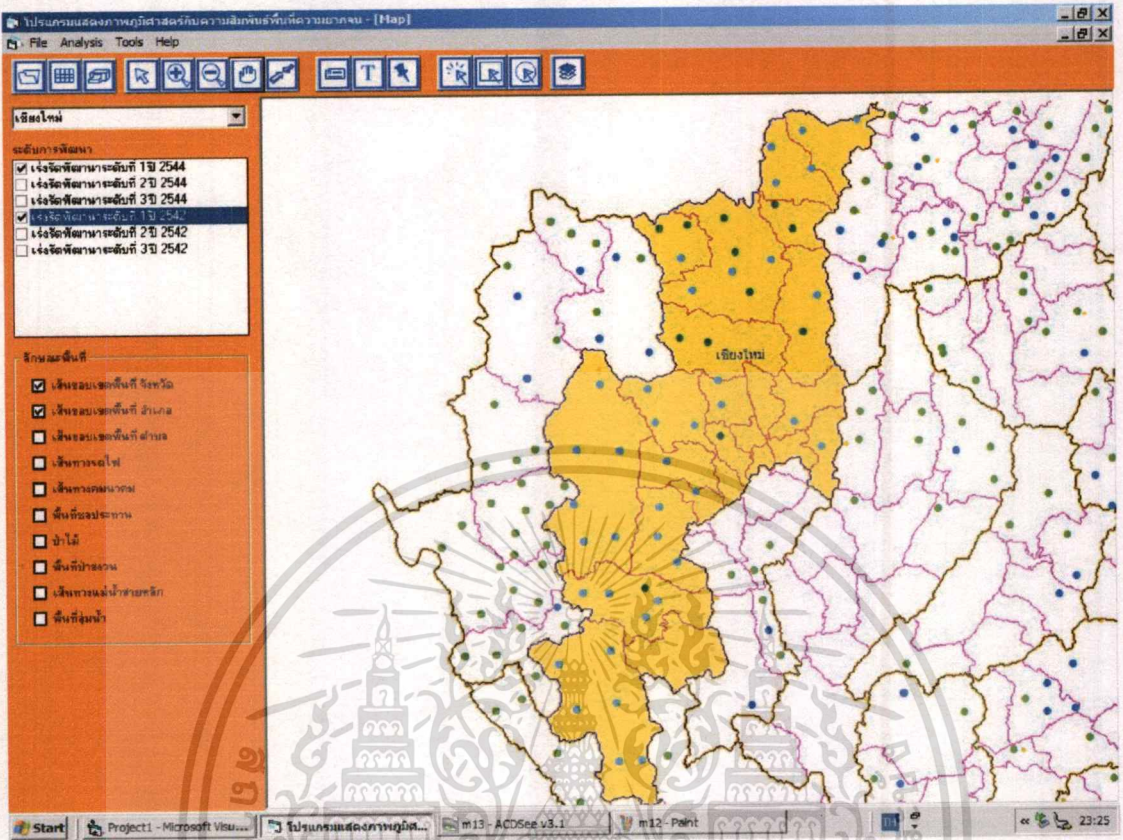 โปรแกรมแสดงภาพภูมิศาสตร์กับความสัมพันธ์พื้นที่ความยากจน - [Map]
File Analysis Tools Help
T
เชียงใหม่
ระดับการพัฒนา
เร่งรัดพัฒนาระดับที่ 1 ปี 2544
เร่งรัดพัฒนาระดับที่ 2 ปี 2544
เร่งรัดพัฒนาระดับที่ 3 ปี 2544
เร่งรัดพัฒนาระดับที่ 1 ปี 2542
เร่งรัดพัฒนาระดับที่ 2 ปี 2542
เร่งรัดพัฒนาระดับที่ 3 ปี 2542
ลักษณะพื้นที่
เส้นขอบเขตพื้นที่ จังหวัด
เส้นขอบเขตพื้นที่ อำเภอ
เส้นขอบเขตพื้นที่ ตำบล
เส้นทางรถไฟ
เส้นทางคมนาคม
พื้นที่ชลประทาน
ป่าไม้
พื้นที่ป่าสงวน
เส้นทางแม่น้ำสายหลัก
พื้นที่ลุ่มน้ำ
เชียงใหม่
Start Project1 - Microsoft Visu... โปรแกรมแสดงภาพภูมิศ... m13 - ACDSee v3.1 m12 - Paint TH « 23:25